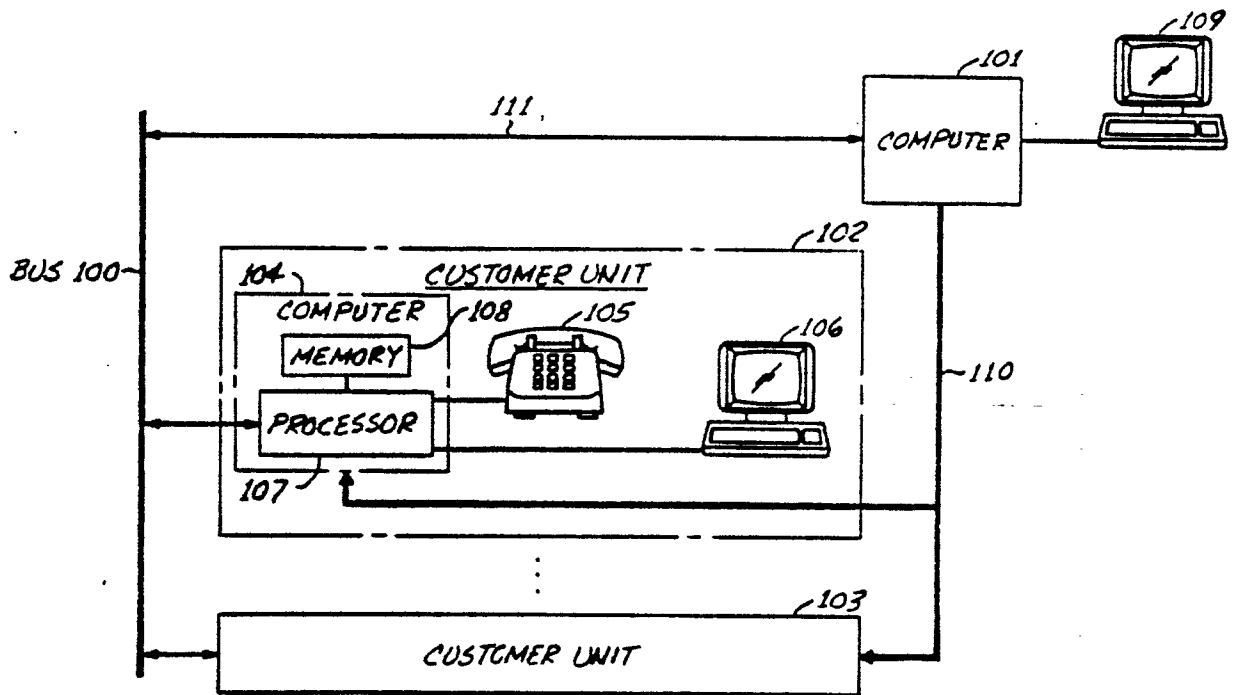 109
101
111
COMPUTER
102
BUS 100
104
CUSTOMER UNIT
COMPUTER
108
105
106
MEMORY
110
PROCESSOR
107
103
CUSTOMER UNIT